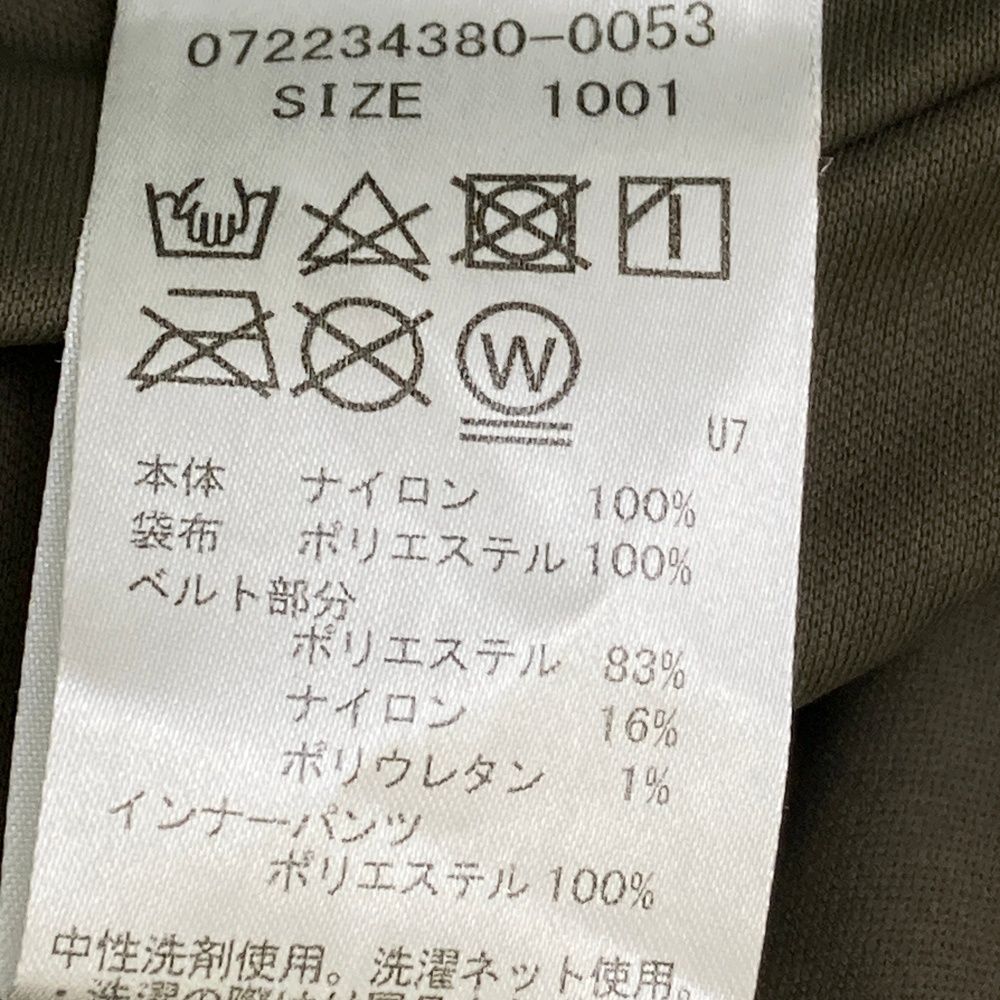 072234380-0053
SIZE 1001
W
U7
本体 ナイロン 100%
袋布 ポリエステル 100%
ベルト部分
ポリエステル 83%
ナイロン 16%
ポリウレタン 1%
インナーパンツ
ポリエステル 100%
中性洗剤使用。洗濯ネット使用。